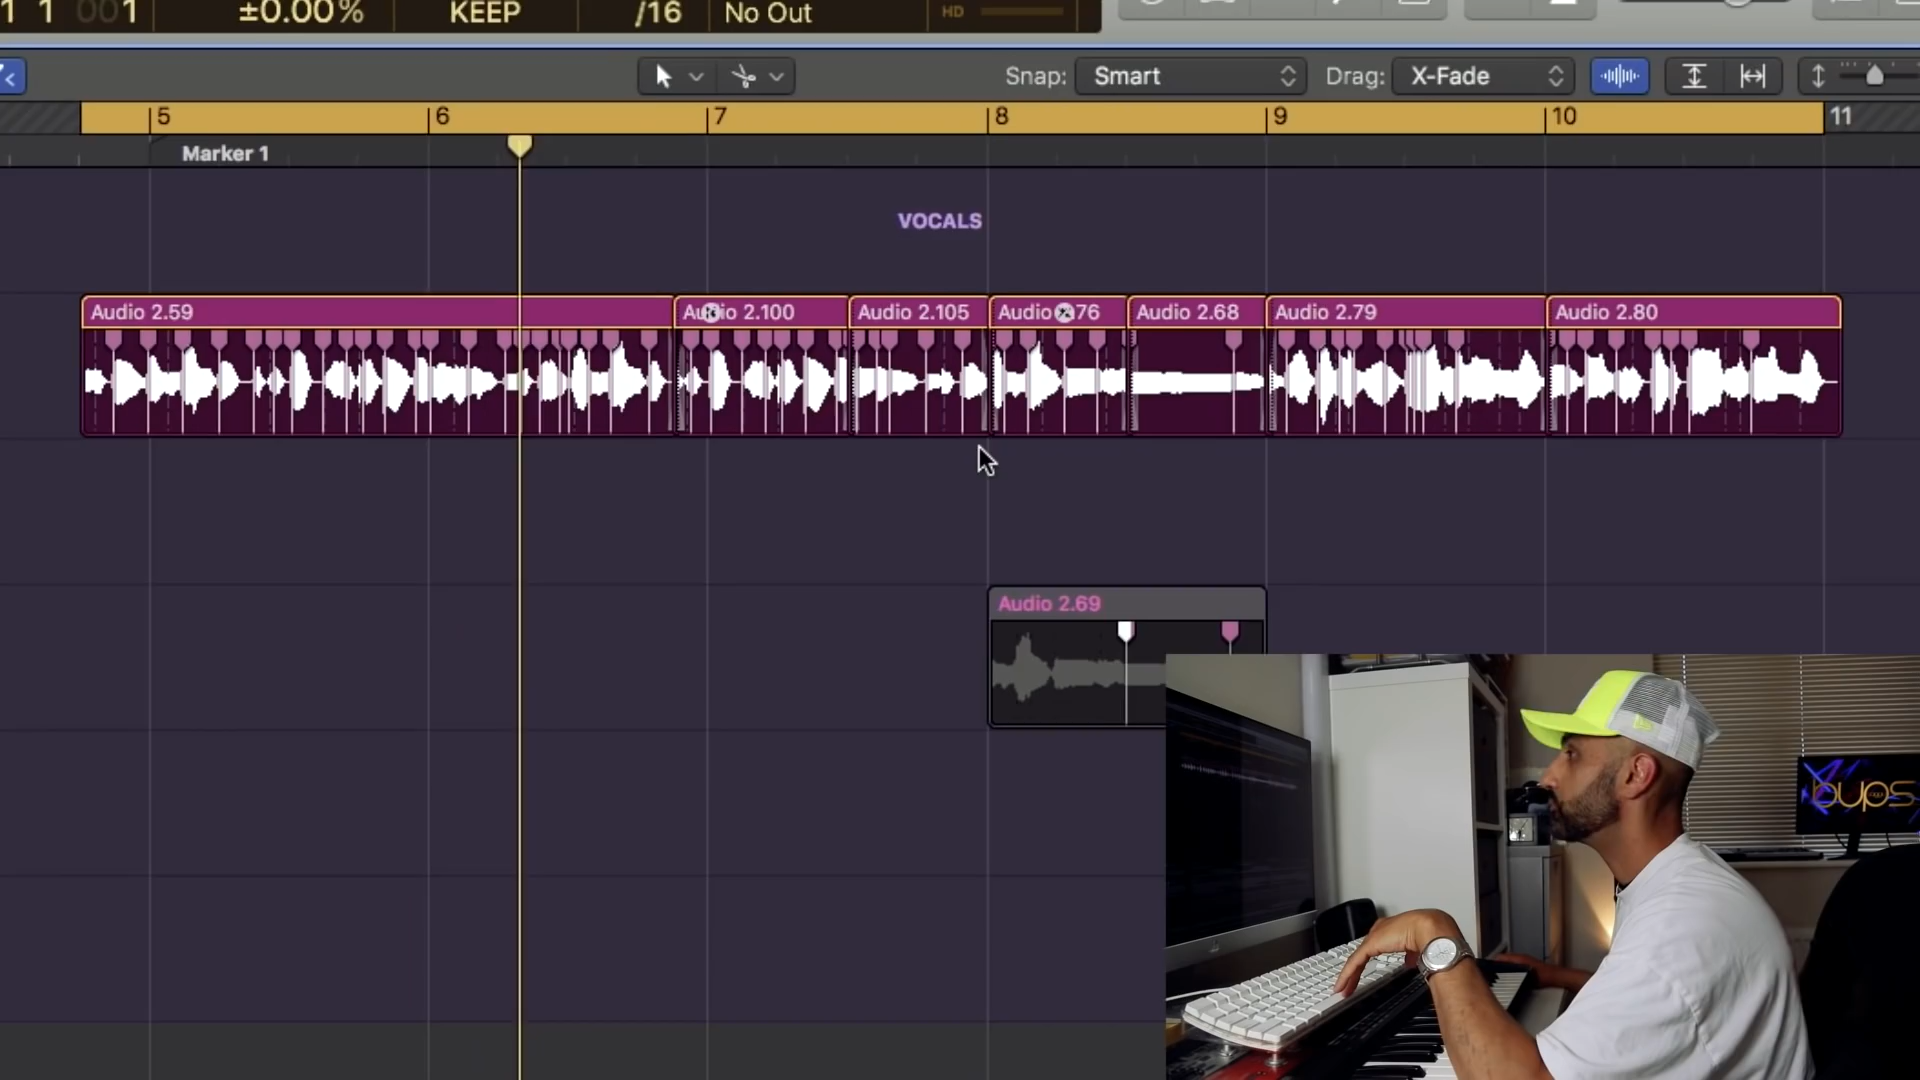 1 1 001 ±0.00% KEEP /16 No Out HD
Snap: Smart Drag: X-Fade
5 6 7 8 9 10 11
Marker 1
VOCALS
Audio 2.59 Audio 2.100 Audio 2.105 Audio 2.76 Audio 2.68 Audio 2.79 Audio 2.80
Audio 2.69
bups